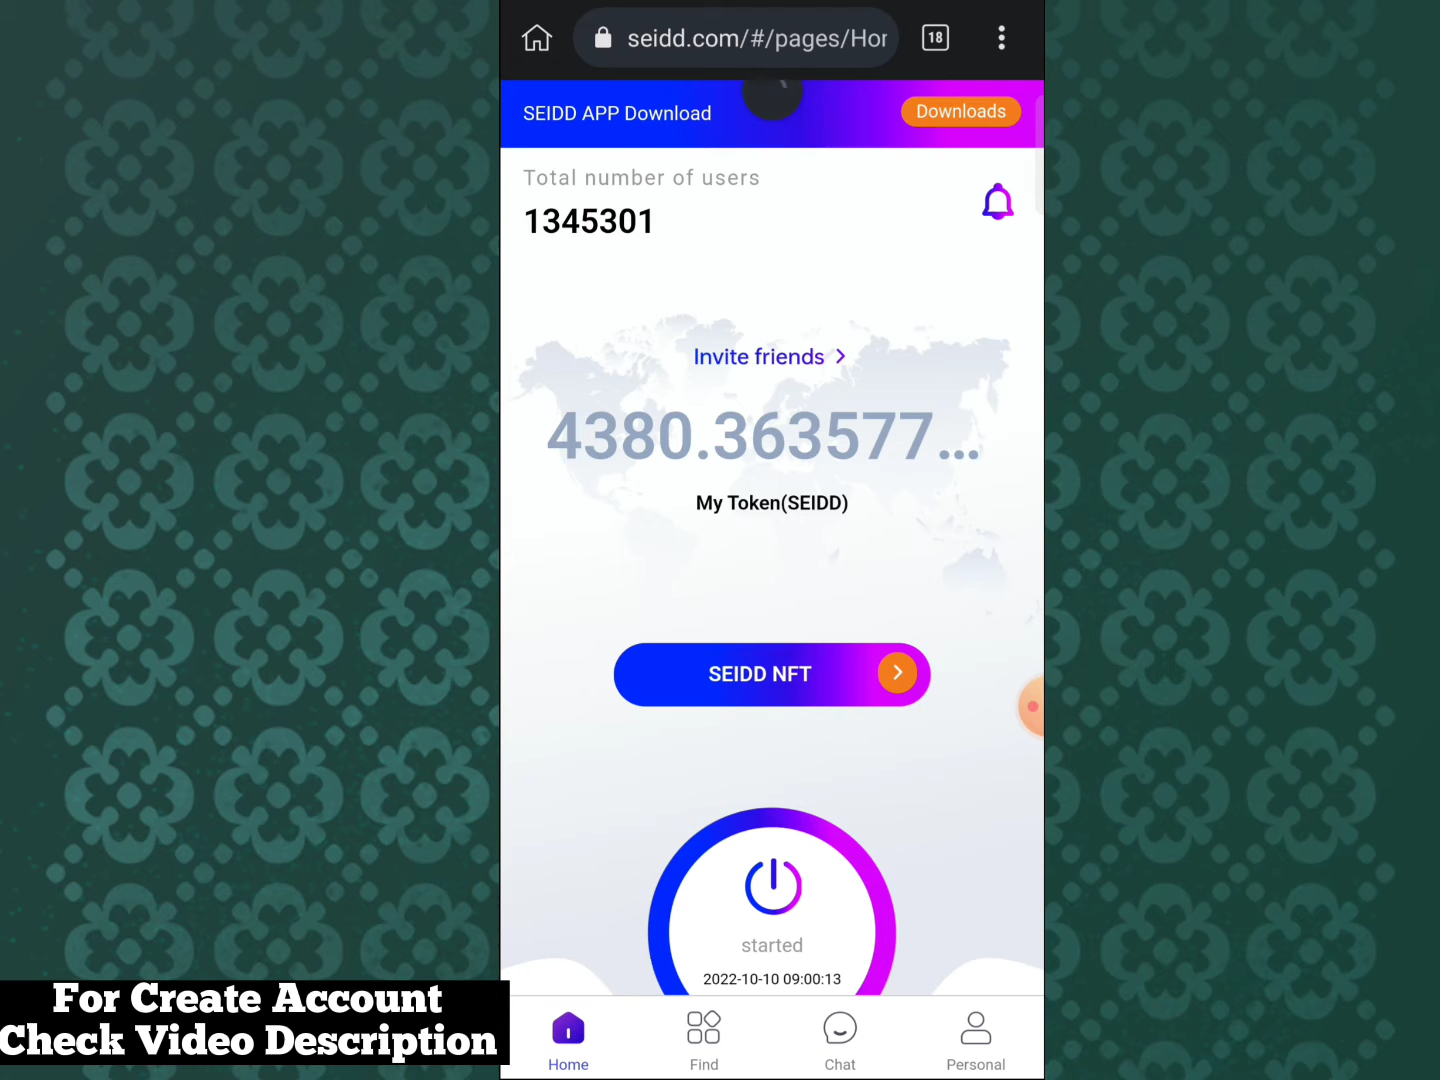 seidd.com/#/pages/Hor
18
SEIDD APP Download
Downloads
Total number of users
1345301
Invite friends >
4380.363577...
My Token(SEIDD)
SEIDD NFT
started
2022-10-10 09:00:13
For Create Account
Check Video Description
Home
Find
Chat
Personal